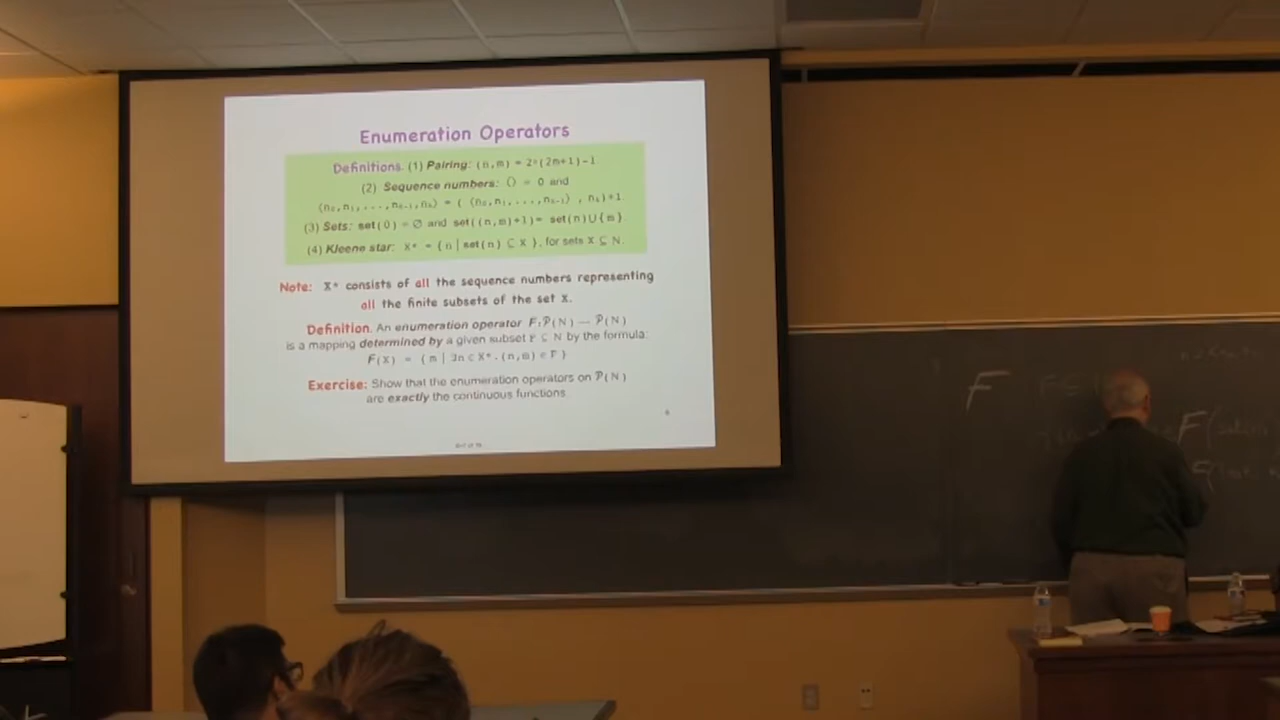 Enumeration Operators
Definitions. (1) Pairing: (n,m) = 2ⁿ(2m+1)-1.
(2) Sequence numbers: ⟨⟩ = 0 and
⟨n₀,n₁,...,nₖ₋₁,nₖ⟩ = ( ⟨n₀,n₁,...,nₖ₋₁⟩ , nₖ)+1.
(3) Sets: set(0) = ∅ and set((n,m)+1)= set(n)∪{m}.
(4) Kleene star: X* = {n | set(n) ⊆ X }, for sets X ⊆ N.
Note: X* consists of all the sequence numbers representing
all the finite subsets of the set X.
Definition. An enumeration operator F:P(N) → P(N)
is a mapping determined by a given subset F ⊆ N by the formula:
F(X) = {m | ∃n∈X*.(n,m)∈F}
Exercise: Show that the enumeration operators on P(N)
are exactly the continuous functions.
F
F(
F(